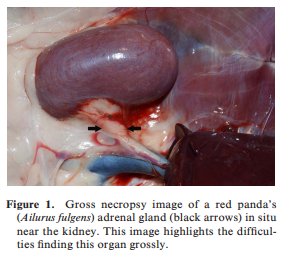 Figure 1. Gross necropsy image of a red panda's
(Ailurus fulgens) adrenal gland (black arrows) in situ
near the kidney. This image highlights the difficul-
ties finding this organ grossly.